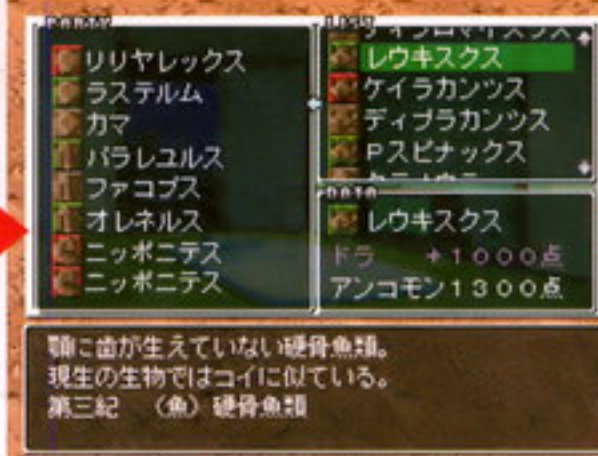 PARTY
リリヤレックス
ラステルム
カマ
パラレユルス
ファコプス
オレネルス
ニッポニテス
ニッポニテス
LIST
レウキスクス
ケイラカンツス
ディプラカンツス
Pスピナックス
DATA
レウキスクス
ドラ +1000点
アンコモン1300点
顎に歯が生えていない硬骨魚類。
現生の生物ではコイに似ている。
第三紀 (魚)硬骨魚類